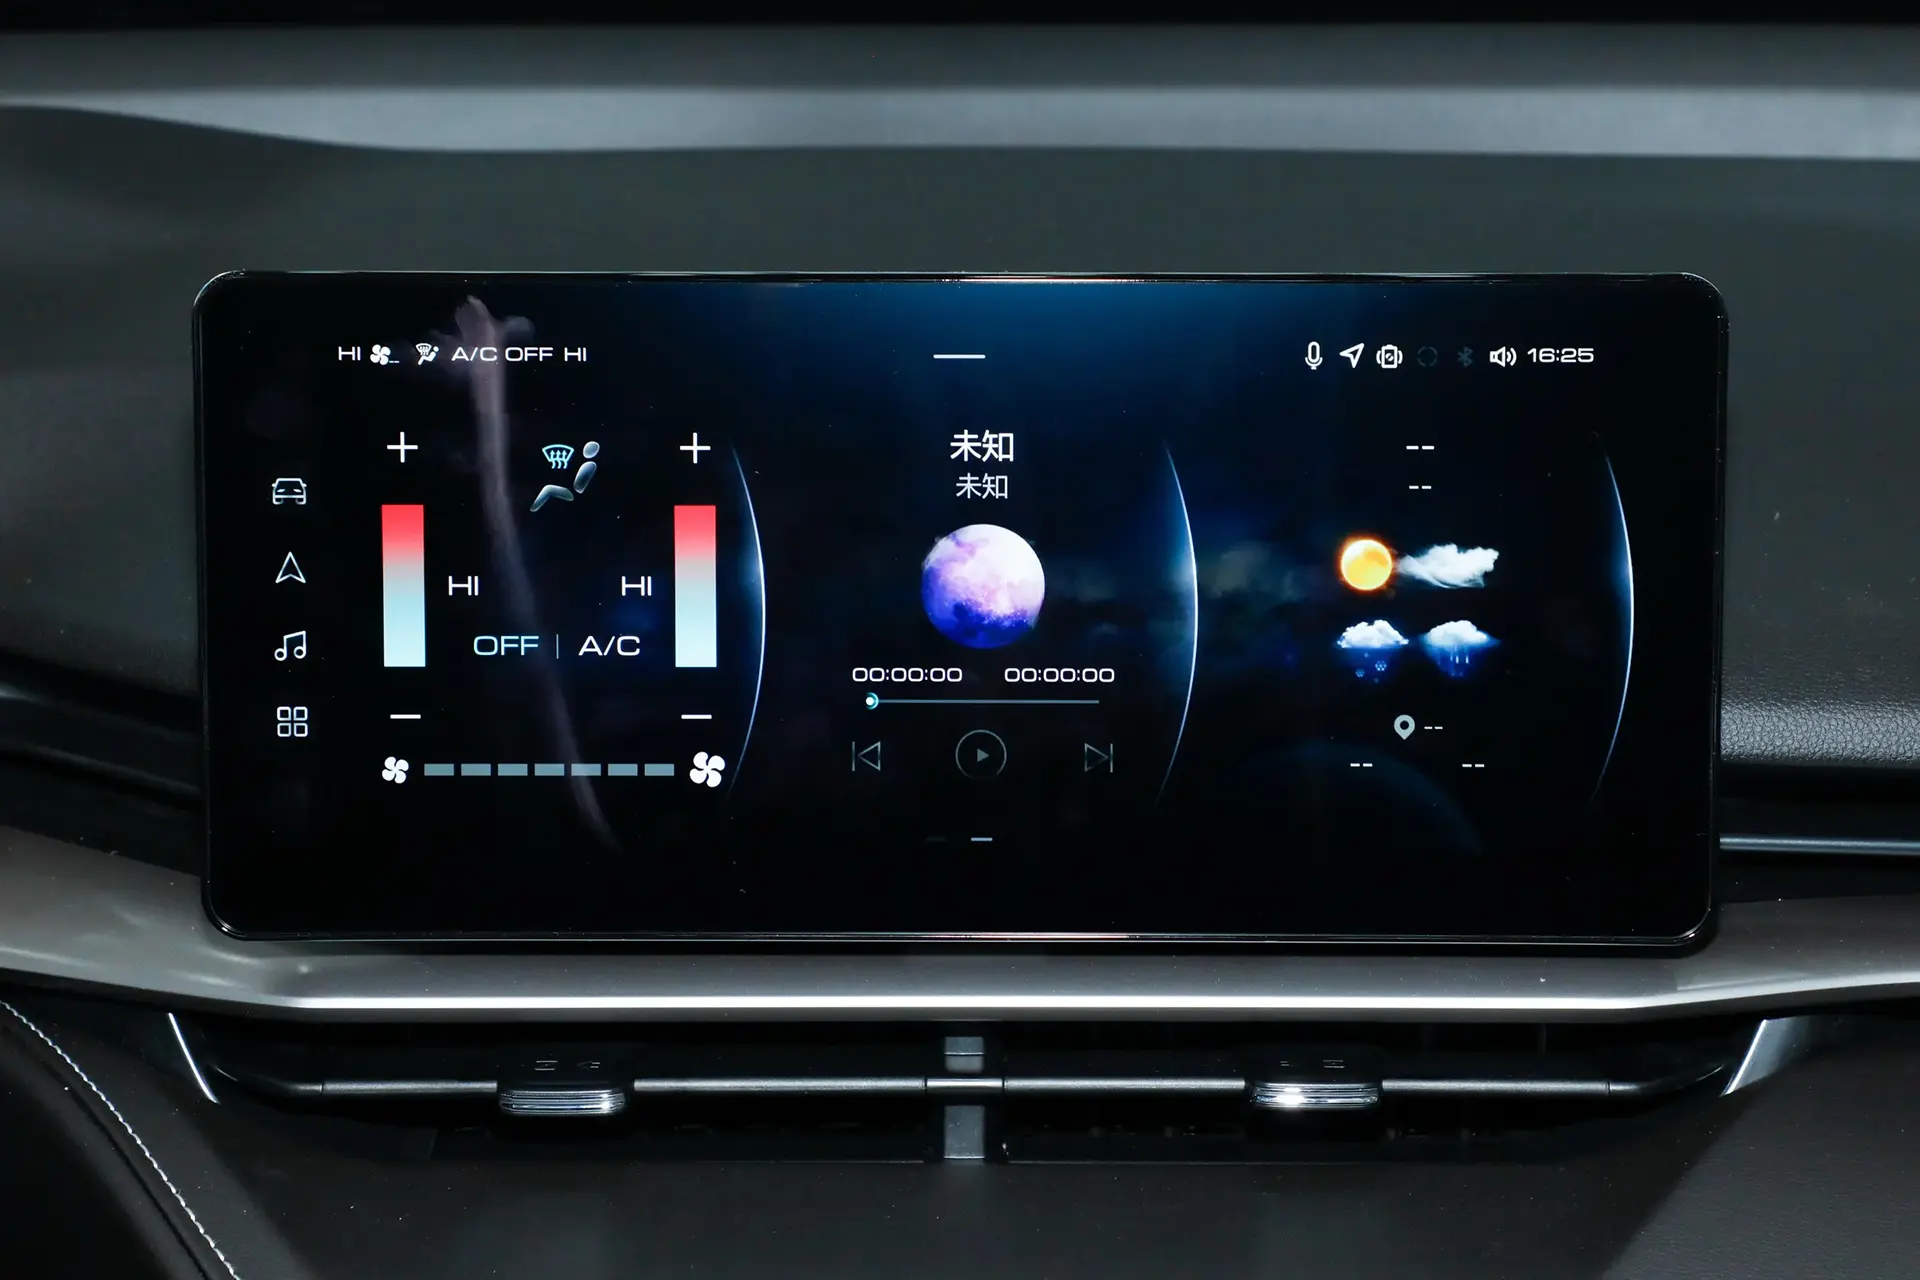 HI A/C OFF HI
16:25
HI HI
OFF | A/C
未知
未知
00:00:00 00:00:00
--
--
--
-- --